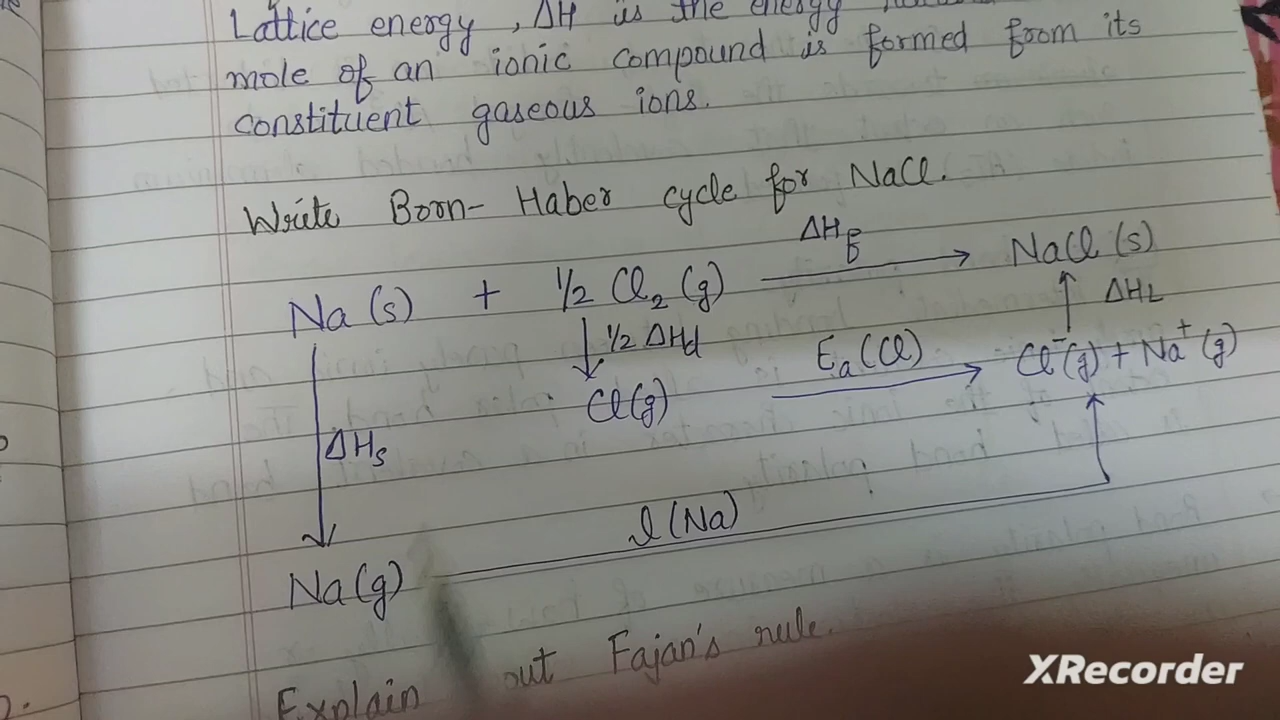 Lattice energy, ΔH is the energy
mole of an ionic compound is formed from its
constituent gaseous ions.
Write Born-Haber cycle for NaCl.
ΔHf
Na(s) + ½ Cl₂(g) → NaCl(s)
↓ ½ ΔHd
↑ ΔHL
Ea(Cl)
Cl(g) → Cl⁻(g) + Na⁺(g)
ΔHs
I(Na)
Na(g)
Explain out Fajan's rule.
XRecorder